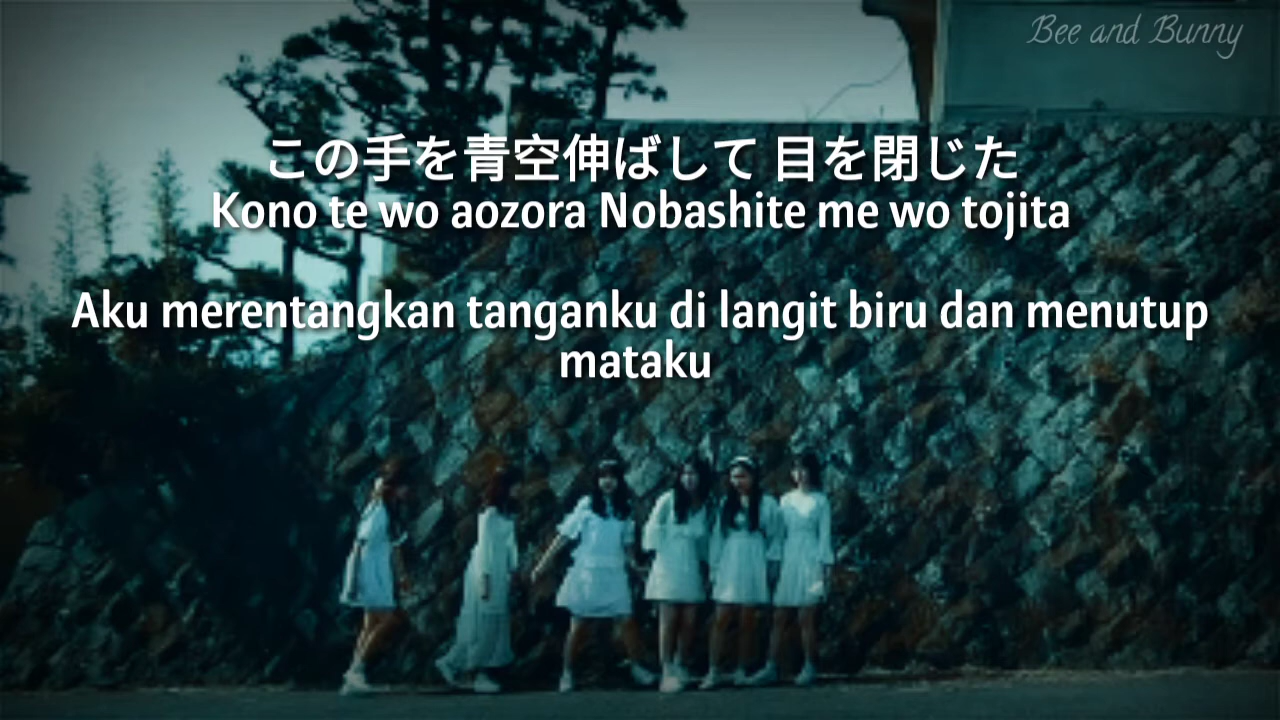 Bee and Bunny
この手を青空伸ばして 目を閉じた
Kono te wo aozora Nobashite me wo tojita
Aku merentangkan tanganku di langit biru dan menutup
mataku